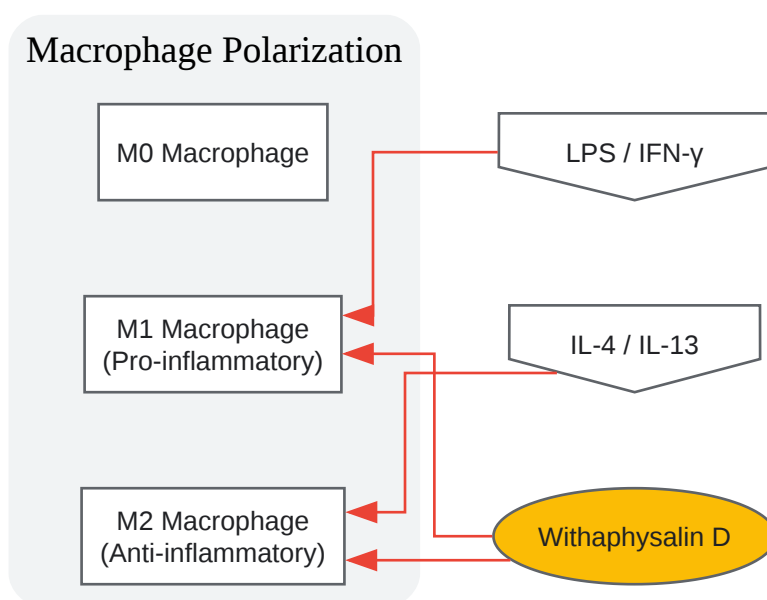 Macrophage Polarization
M0 Macrophage
LPS / IFN-γ
M1 Macrophage
(Pro-inflammatory)
IL-4 / IL-13
M2 Macrophage
(Anti-inflammatory)
Withaphysalin D